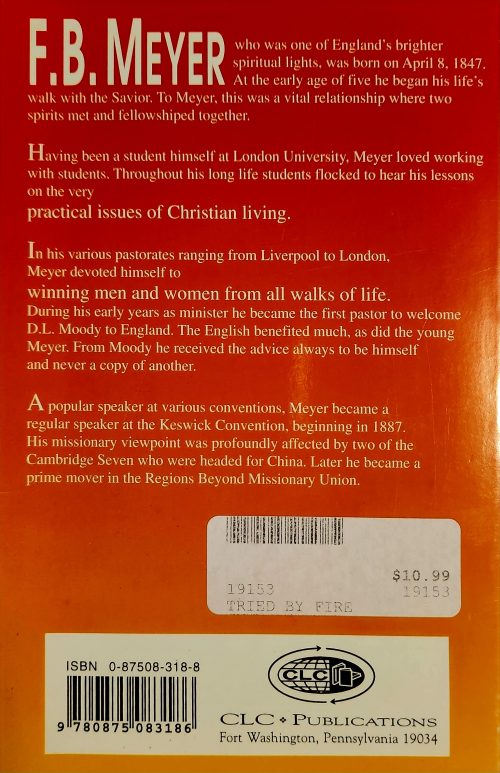 F.B. MEYER who was one of England's brighter
spiritual lights, was born on April 8, 1847.
At the early age of five he began his life's
walk with the Savior. To Meyer, this was a vital relationship where two
spirits met and fellowshiped together.
Having been a student himself at London University, Meyer loved working
with students. Throughout his long life students flocked to hear his lessons
on the very
practical issues of Christian living.
In his various pastorates ranging from Liverpool to London,
Meyer devoted himself to
winning men and women from all walks of life.
During his early years as minister he became the first pastor to welcome
D.L. Moody to England. The English benefited much, as did the young
Meyer. From Moody he received the advice always to be himself
and never a copy of another.
A popular speaker at various conventions, Meyer became a
regular speaker at the Keswick Convention, beginning in 1887.
His missionary viewpoint was profoundly affected by two of the
Cambridge Seven who were headed for China. Later he became a
prime mover in the Regions Beyond Missionary Union.
$10.99
19153 19153
TRIED BY FIRE
ISBN 0-87508-318-8
9 780875 083186
CLC
CLC ❖ PUBLICATIONS
Fort Washington, Pennsylvania 19034